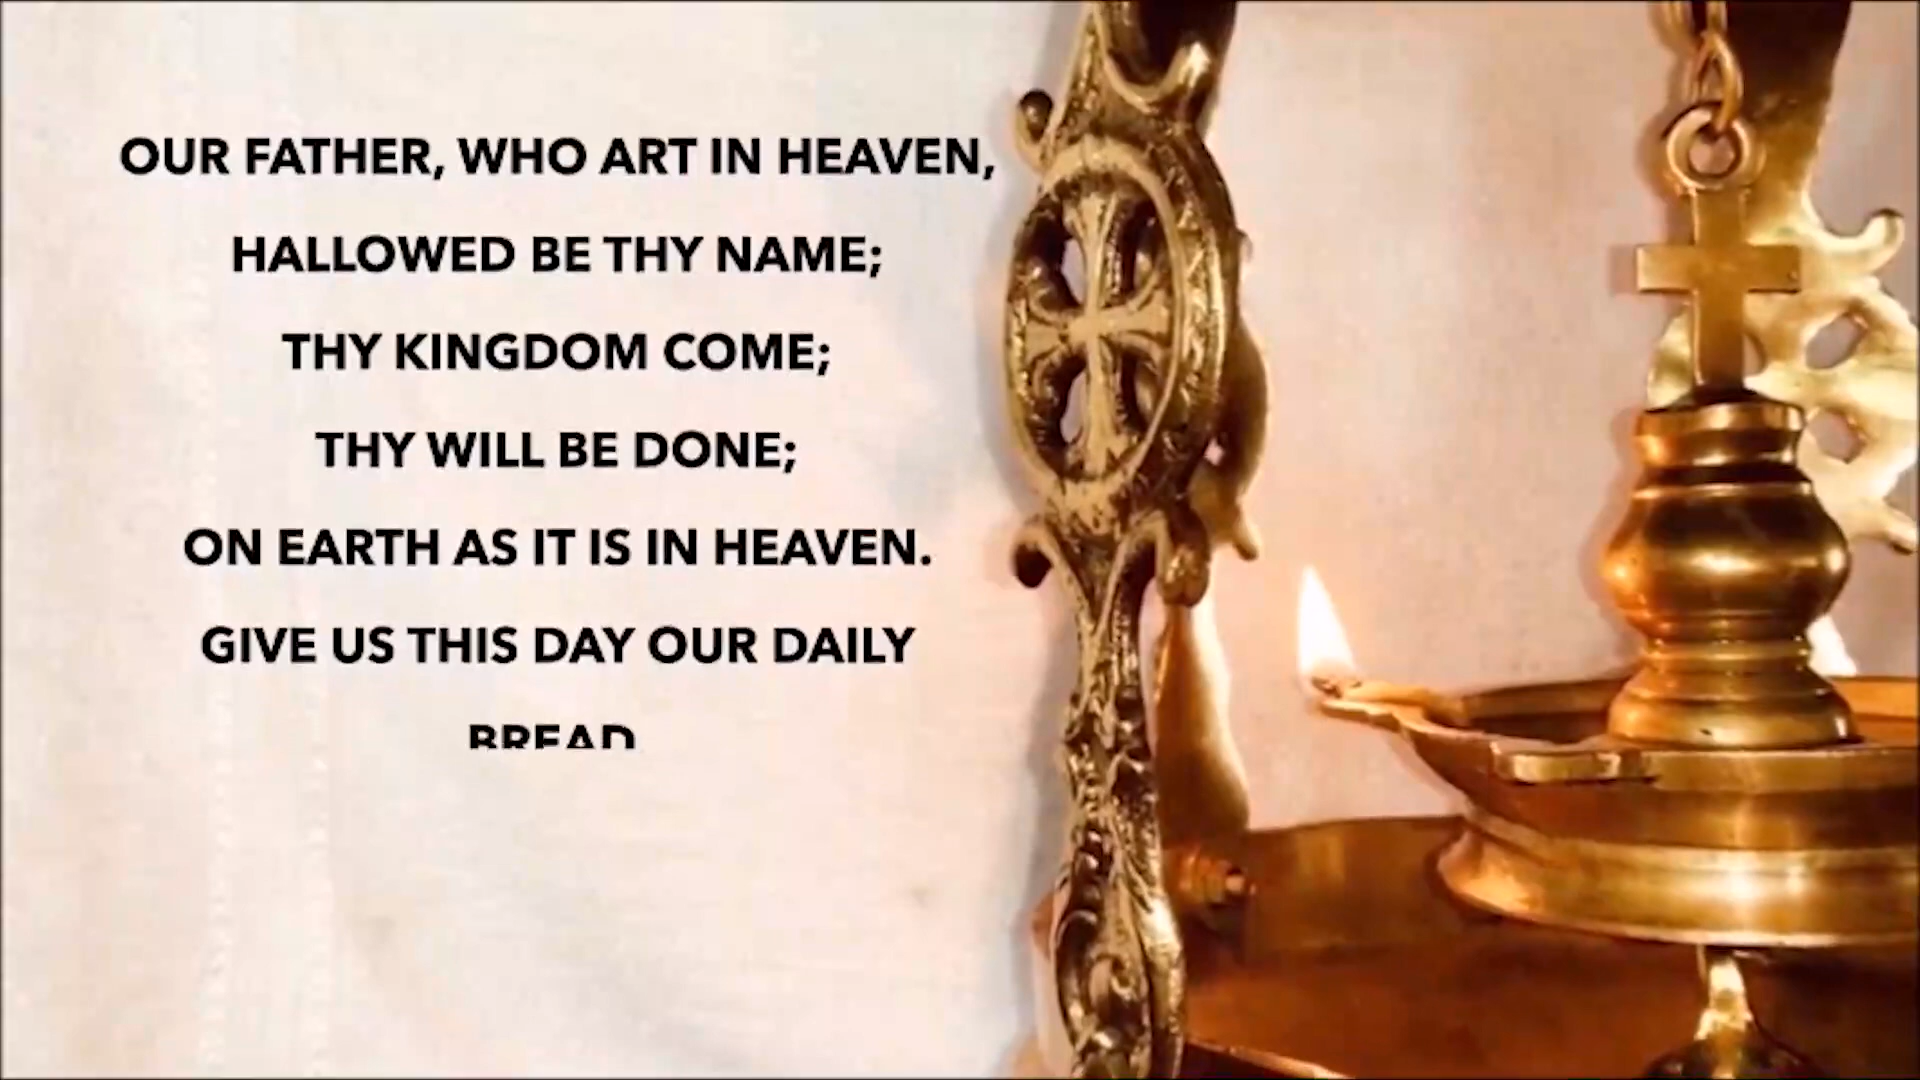 OUR FATHER, WHO ART IN HEAVEN,
HALLOWED BE THY NAME;
THY KINGDOM COME;
THY WILL BE DONE;
ON EARTH AS IT IS IN HEAVEN.
GIVE US THIS DAY OUR DAILY
BREAD